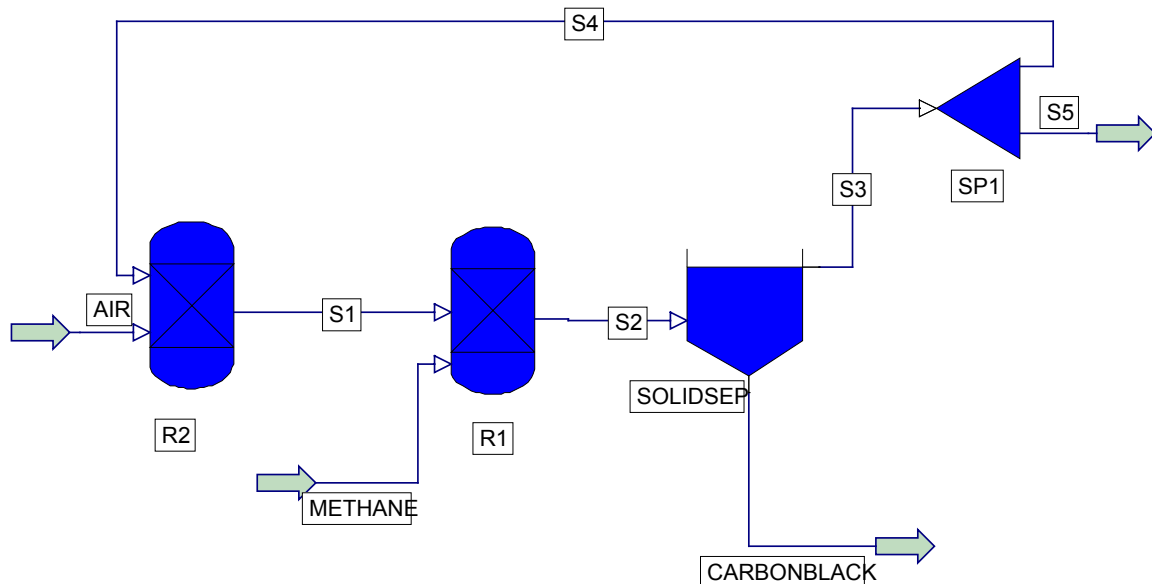 S4
S5
SP1
S3
AIR
S1
S2
SOLIDSEP
R2
R1
METHANE
CARBONBLACK